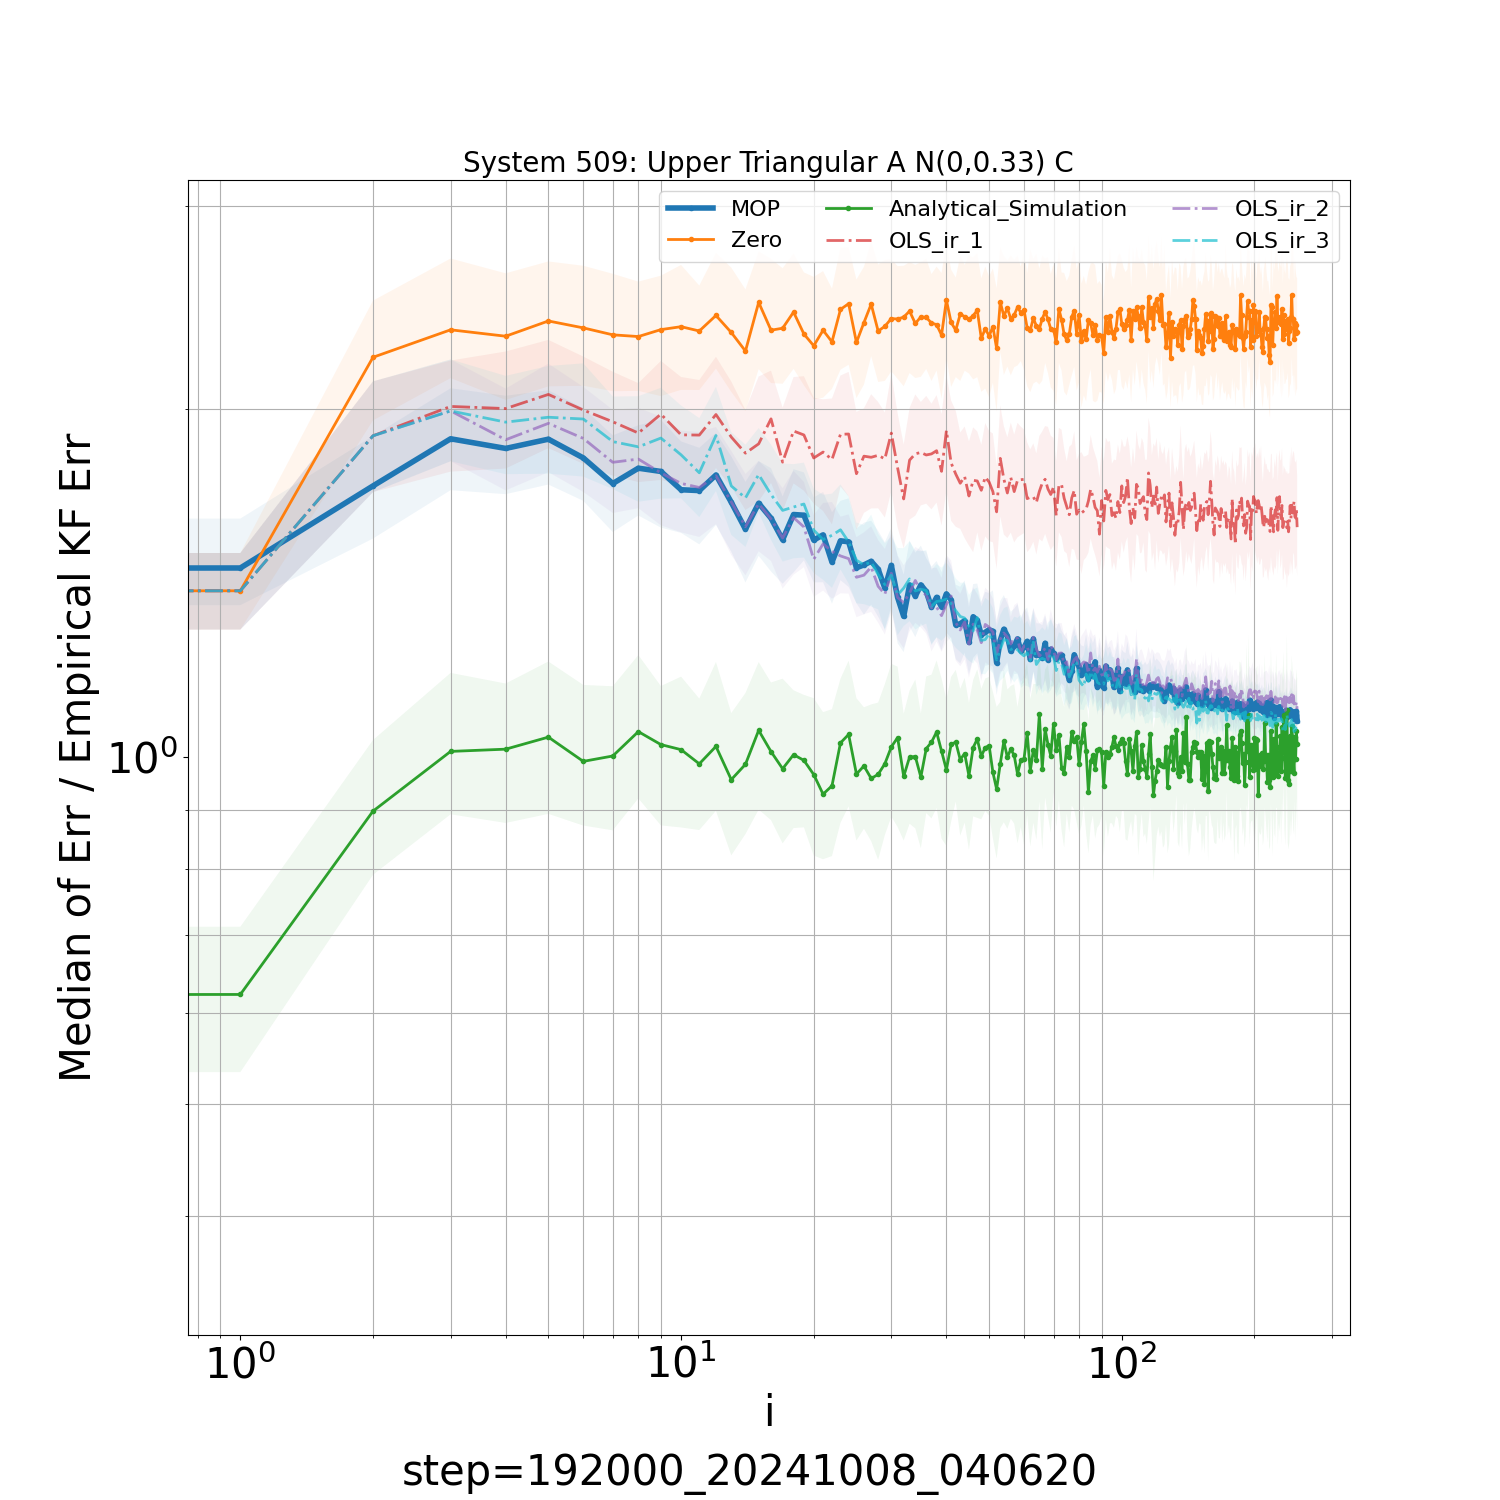 System 509: Upper Triangular A N(0,0.33) C
MOP
Zero
Analytical_Simulation
OLS_ir_1
OLS_ir_2
OLS_ir_3
Median of Err / Empirical KF Err
10⁰
10⁰ 10¹ 10²
i
step=192000_20241008_040620